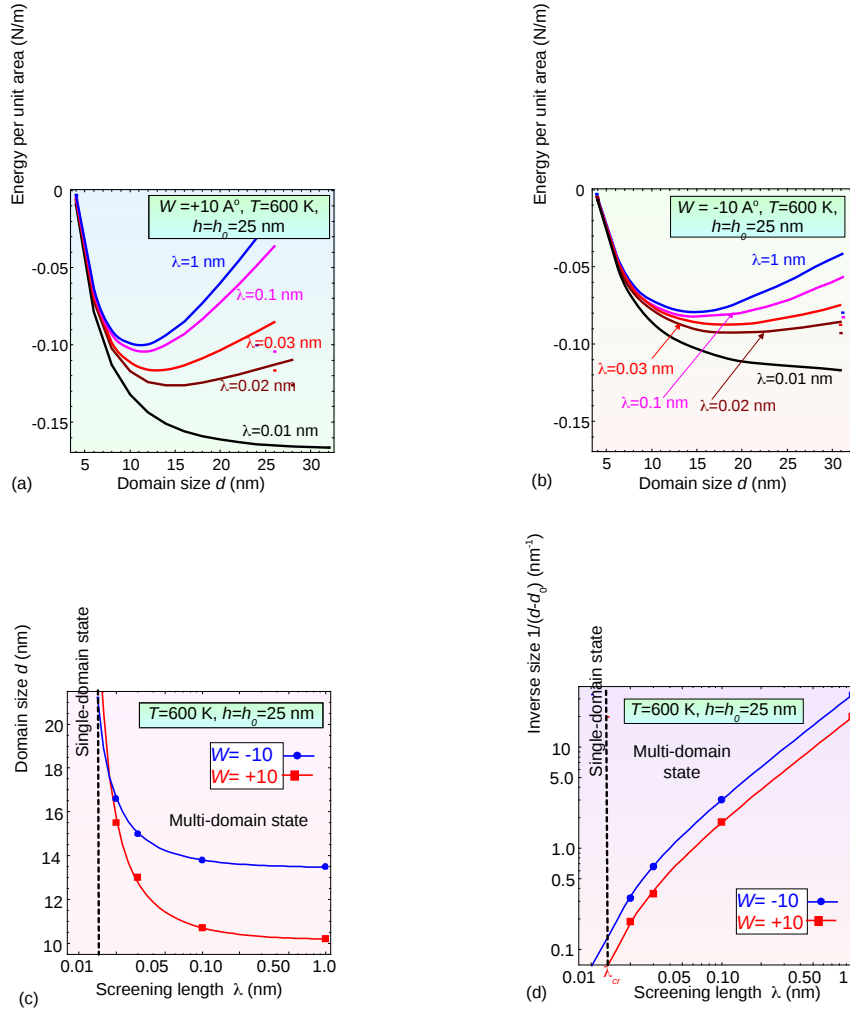 Energy per unit area (N/m)
0
-0.05
-0.10
-0.15
W =+10 Aº, T=600 K,
h=h₀=25 nm
λ=1 nm
λ=0.1 nm
λ=0.03 nm
λ=0.02 nm
λ=0.01 nm
5 10 15 20 25 30
(a)
Domain size d (nm)
Energy per unit area (N/m)
0
-0.05
-0.10
-0.15
W = -10 Aº, T=600 K,
h=h₀=25 nm
λ=1 nm
λ=0.01 nm
λ=0.03 nm
λ=0.1 nm
λ=0.02 nm
5 10 15 20 25 30
(b)
Domain size d (nm)
Domain size d (nm)
22
20
18
16
14
12
10
Single-domain state
T=600 K, h=h₀=25 nm
W= -10
W= +10
Multi-domain state
0.01 0.05 0.10 0.50 1.0
(c)
Screening length λ (nm)
Inverse size 1/(d-d₀) (nm⁻¹)
10
5.0
1.0
0.5
0.1
Single-domain state
T=600 K, h=h₀=25 nm
Multi-domain
state
W= -10
W= +10
0.01 0.05 0.10 0.50 1
λcr
(d)
Screening length λ (nm)